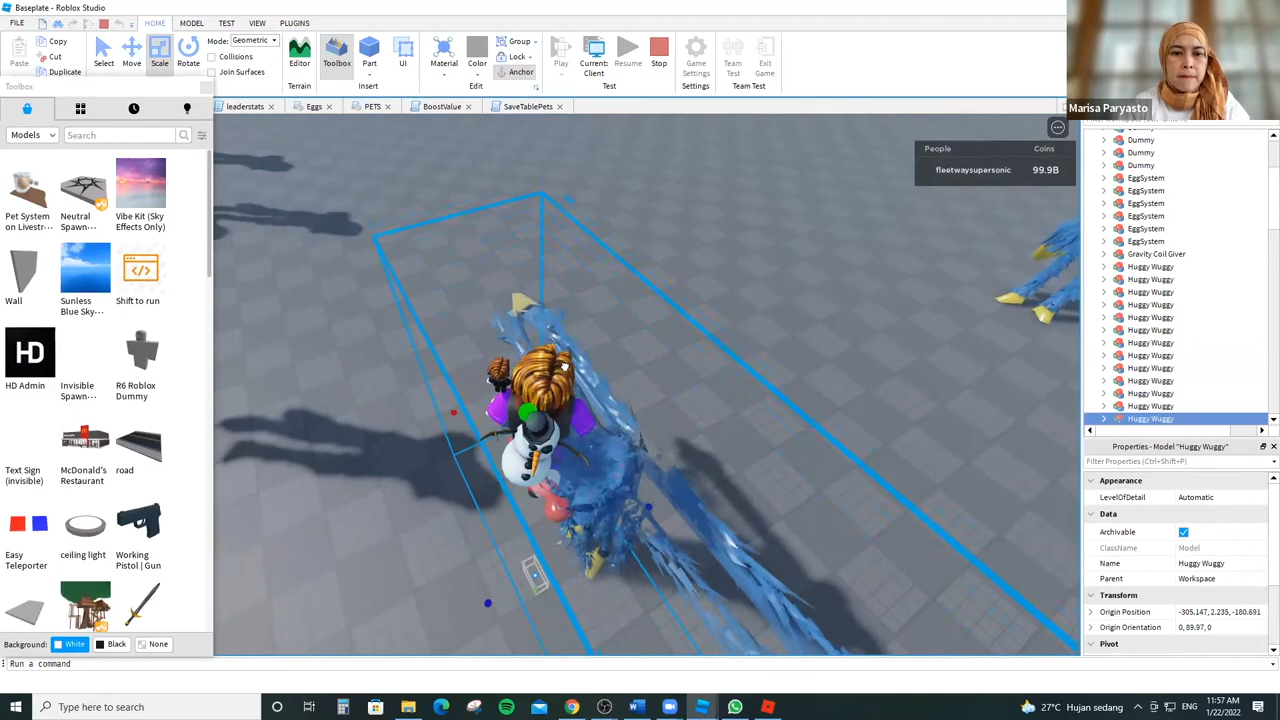 Baseplate - Roblox Studio
FILE
HOME
MODEL
TEST
VIEW
PLUGINS
Paste
Copy
Cut
Duplicate
Select
Move
Scale
Rotate
Mode: Geometric
Collisions
Join Surfaces
Editor
Terrain
Toolbox
Part
UI
Insert
Material
Color
Group
Lock
Anchor
Edit
Play
Current:
Client
Resume
Stop
Test
Game
Settings
Settings
Team
Test
Exit
Game
Team Test
Marisa Paryasto
Toolbox
leaderstats
Eggs
PETS
BoostValue
SaveTablePets
Models
Search
Pet System
on Livestr···
Neutral
Spawn···
Vibe Kit (Sky
Effects Only)
Wall
Sunless
Blue Sky···
Shift to run
HD
HD Admin
Invisible
Spawn···
R6 Roblox
Dummy
Text Sign
(invisible)
McDonald's
Restaurant
road
Easy
Teleporter
ceiling light
Working
Pistol | Gun
Background:
White
Black
None
People
Coins
fleetwaysupersonic
99.9B
Dummy
Dummy
Dummy
Dummy
EggSystem
EggSystem
EggSystem
EggSystem
EggSystem
EggSystem
Gravity Coil Giver
Huggy Wuggy
Huggy Wuggy
Huggy Wuggy
Huggy Wuggy
Huggy Wuggy
Huggy Wuggy
Huggy Wuggy
Huggy Wuggy
Huggy Wuggy
Huggy Wuggy
Huggy Wuggy
Huggy Wuggy
Huggy Wuggy
Properties - Model "Huggy Wuggy"
Filter Properties (Ctrl+Shift+P)
Appearance
LevelOfDetail Automatic
Data
Archivable
ClassName Model
Name Huggy Wuggy
Parent Workspace
Transform
Origin Position -305.147, 2.235, -180.691
Origin Orientation 0, 89.97, 0
Pivot
Run a command
Type here to search
27°C Hujan sedang
ENG
11:57 AM
1/22/2022